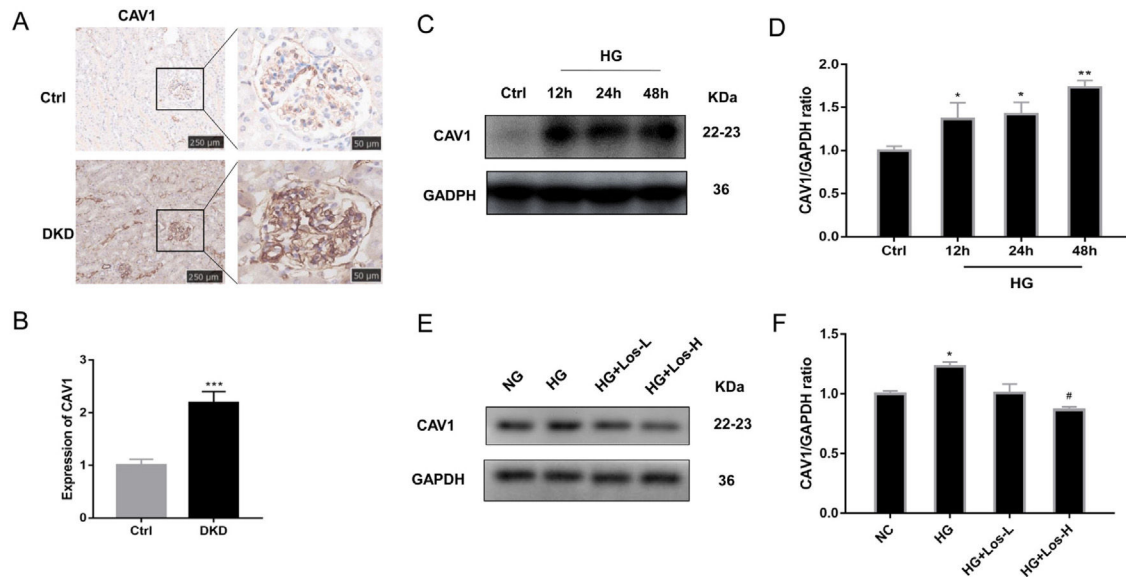 A
CAV1
Ctrl
250 µm
50 µm
DKD
250 µm
50 µm
B
Expression of CAV1
3
2
1
0
***
Ctrl
DKD
C
HG
Ctrl
12h
24h
48h
KDa
CAV1
22-23
GADPH
36
D
CAV1/GAPDH ratio
2.0
1.5
1.0
0.5
0.0
*
*
**
Ctrl
12h
24h
48h
HG
E
NG
HG
HG+Los-L
HG+Los-H
KDa
CAV1
22-23
GAPDH
36
F
CAV1/GAPDH ratio
1.5
1.0
0.5
0.0
*
#
NC
HG
HG+Los-L
HG+Los-H